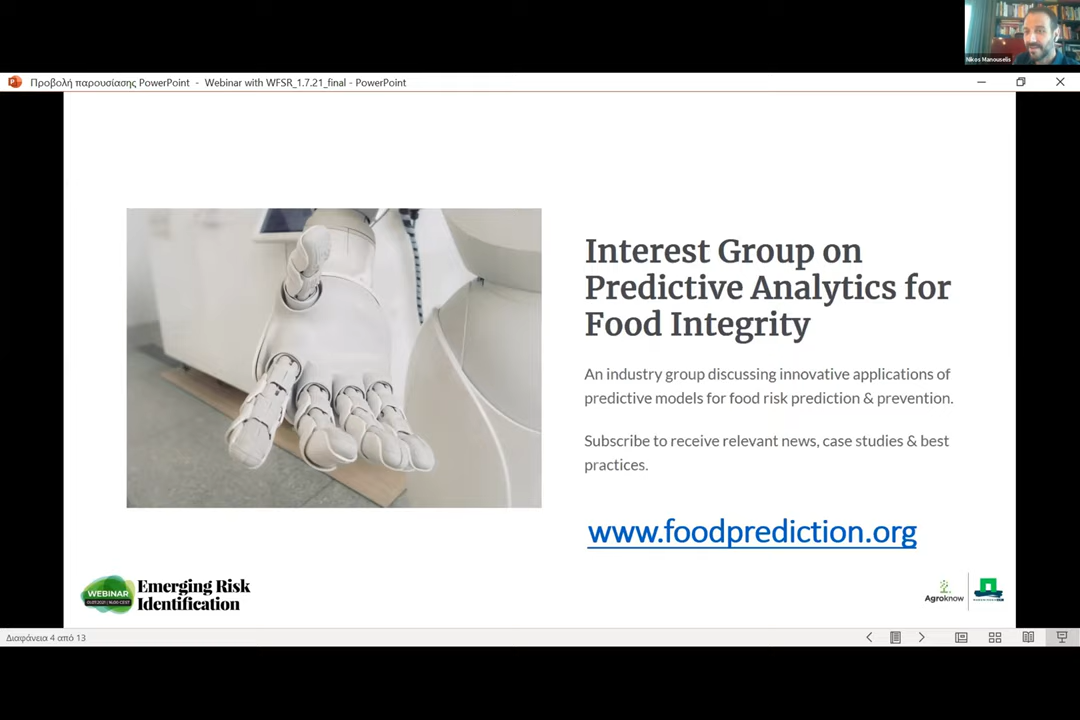 Nikos Manouselis
Προβολή παρουσίασης PowerPoint - Webinar with WFSR_1.7.21_final - PowerPoint
Interest Group on
Predictive Analytics for
Food Integrity
An industry group discussing innovative applications of
predictive models for food risk prediction & prevention.
Subscribe to receive relevant news, case studies & best
practices.
www.foodprediction.org
WEBINAR
Emerging Risk
Identification
Agroknow
Διαφάνεια 4 από 13